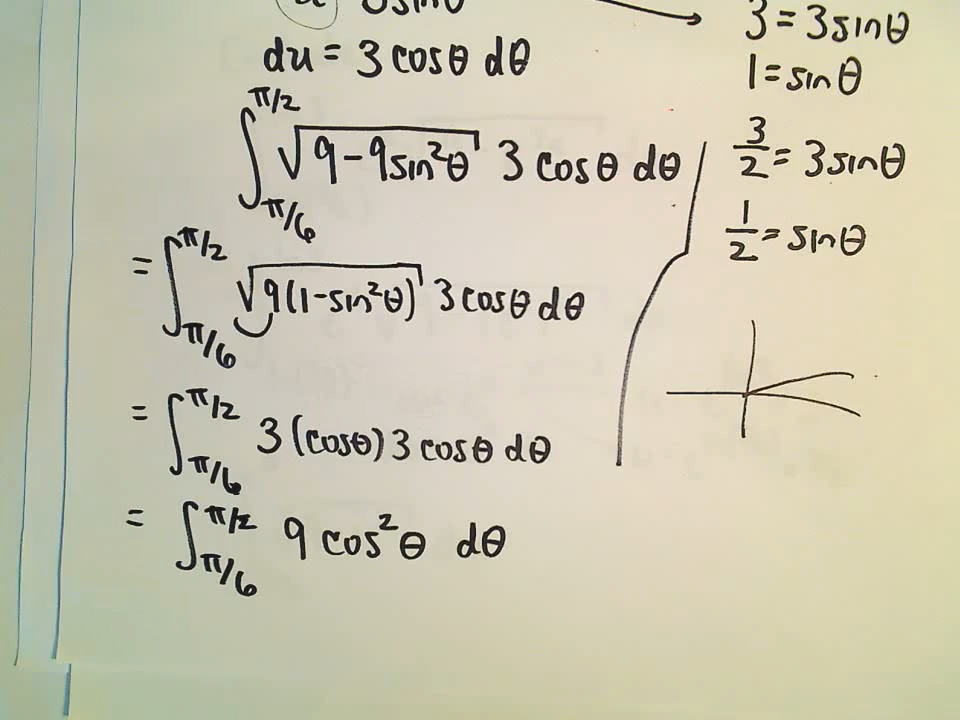 du = 3 cosθ dθ
∫_{π/6}^{π/2} √(9-9sin²θ) 3 cosθ dθ
= ∫_{π/6}^{π/2} √(9(1-sin²θ)) 3 cosθ dθ
= ∫_{π/6}^{π/2} 3 (cosθ) 3 cosθ dθ
= ∫_{π/6}^{π/2} 9 cos²θ dθ
3 = 3sinθ
1 = sinθ
3/2 = 3sinθ
1/2 = sinθ